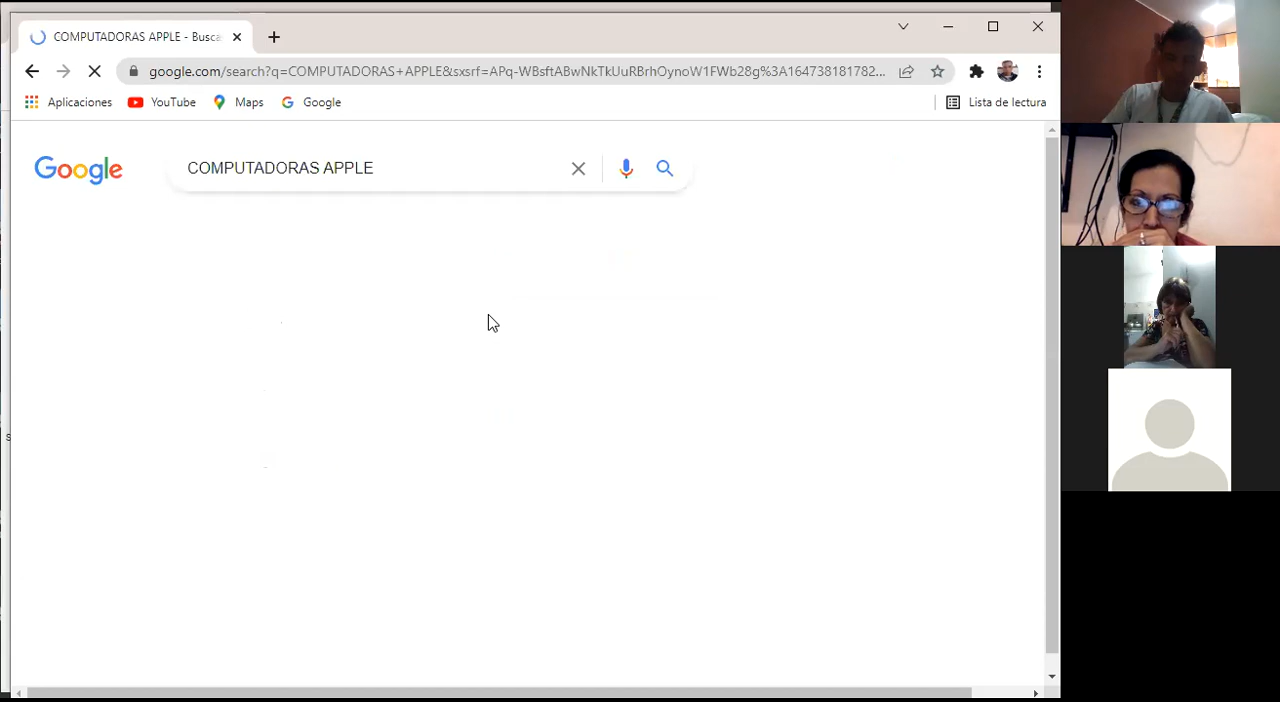 COMPUTADORAS APPLE - Busca
google.com/search?q=COMPUTADORAS+APPLE&sxsrf=APq-WBsftABwNkTkUuRBrhOynoW1FWb28g%3A164738181782...
Aplicaciones YouTube Maps Google Lista de lectura
Google COMPUTADORAS APPLE
s